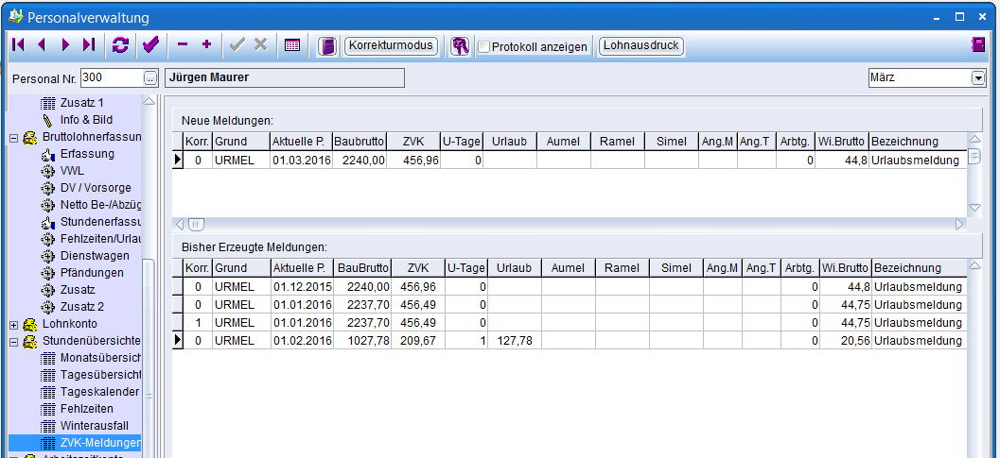 Personalverwaltung
Korrekturmodus Protokoll anzeigen Lohnausdruck
Personal Nr. 300 ... Jürgen Maurer März
Zusatz 1
Info & Bild
Bruttolohnerfassun
Erfassung
VWL
DV / Vorsorge
Netto Be-/Abzüg
Stundenerfassu
Fehlzeiten/Urlau
Dienstwagen
Pfändungen
Zusatz
Zusatz 2
Lohnkonto
Stundenübersichte
Monatsübersich
Tagesübersicht
Tageskalender
Fehlzeiten
Winterausfall
ZVK-Meldungen
Neue Meldungen:
Korr. Grund Aktuelle P. Baubrutto ZVK U-Tage Urlaub Aumel Ramel Simel Ang.M Ang.T Arbtg. Wi.Brutto Bezeichnung
0 URMEL 01.03.2016 2240,00 456,96 0 0 44,8 Urlaubsmeldung
Bisher Erzeugte Meldungen:
Korr. Grund Aktuelle P. BauBrutto ZVK U-Tage Urlaub Aumel Ramel Simel Ang.M Ang.T Arbtg. Wi.Brutto Bezeichnung
0 URMEL 01.12.2015 2240,00 456,96 0 0 44,8 Urlaubsmeldung
0 URMEL 01.01.2016 2237,70 456,49 0 0 44,75 Urlaubsmeldung
1 URMEL 01.01.2016 2237,70 456,49 0 0 44,75 Urlaubsmeldung
0 URMEL 01.02.2016 1027,78 209,67 1 127,78 0 20,56 Urlaubsmeldung